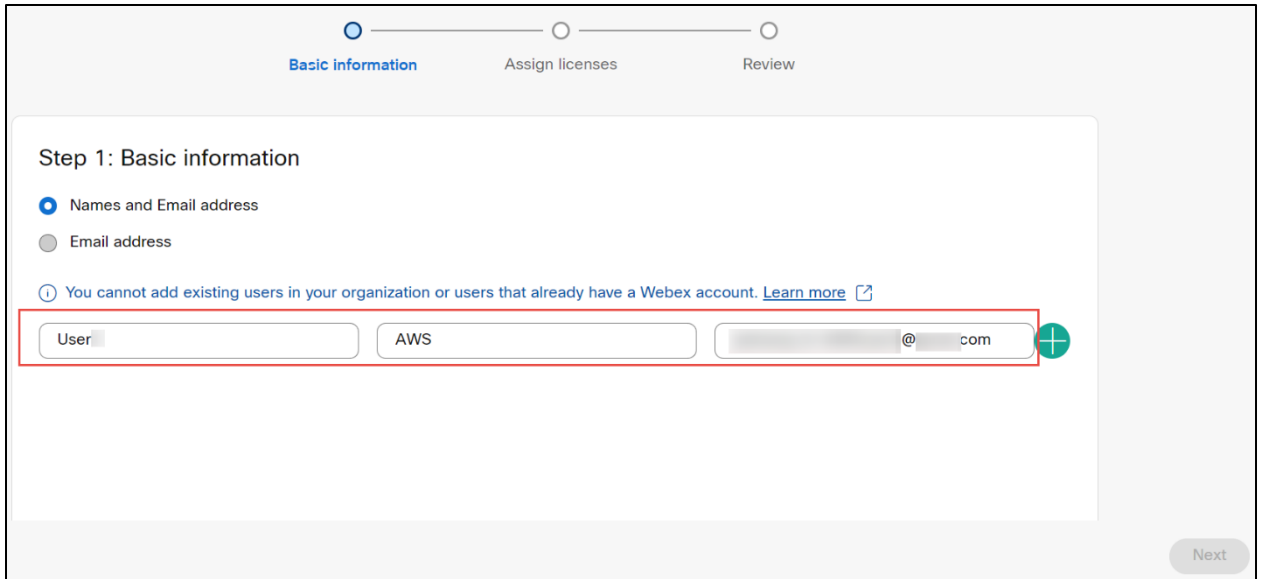 Basic information Assign licenses Review
Step 1: Basic information
Names and Email address
Email address
You cannot add existing users in your organization or users that already have a Webex account. Learn more
User AWS @ com
Next